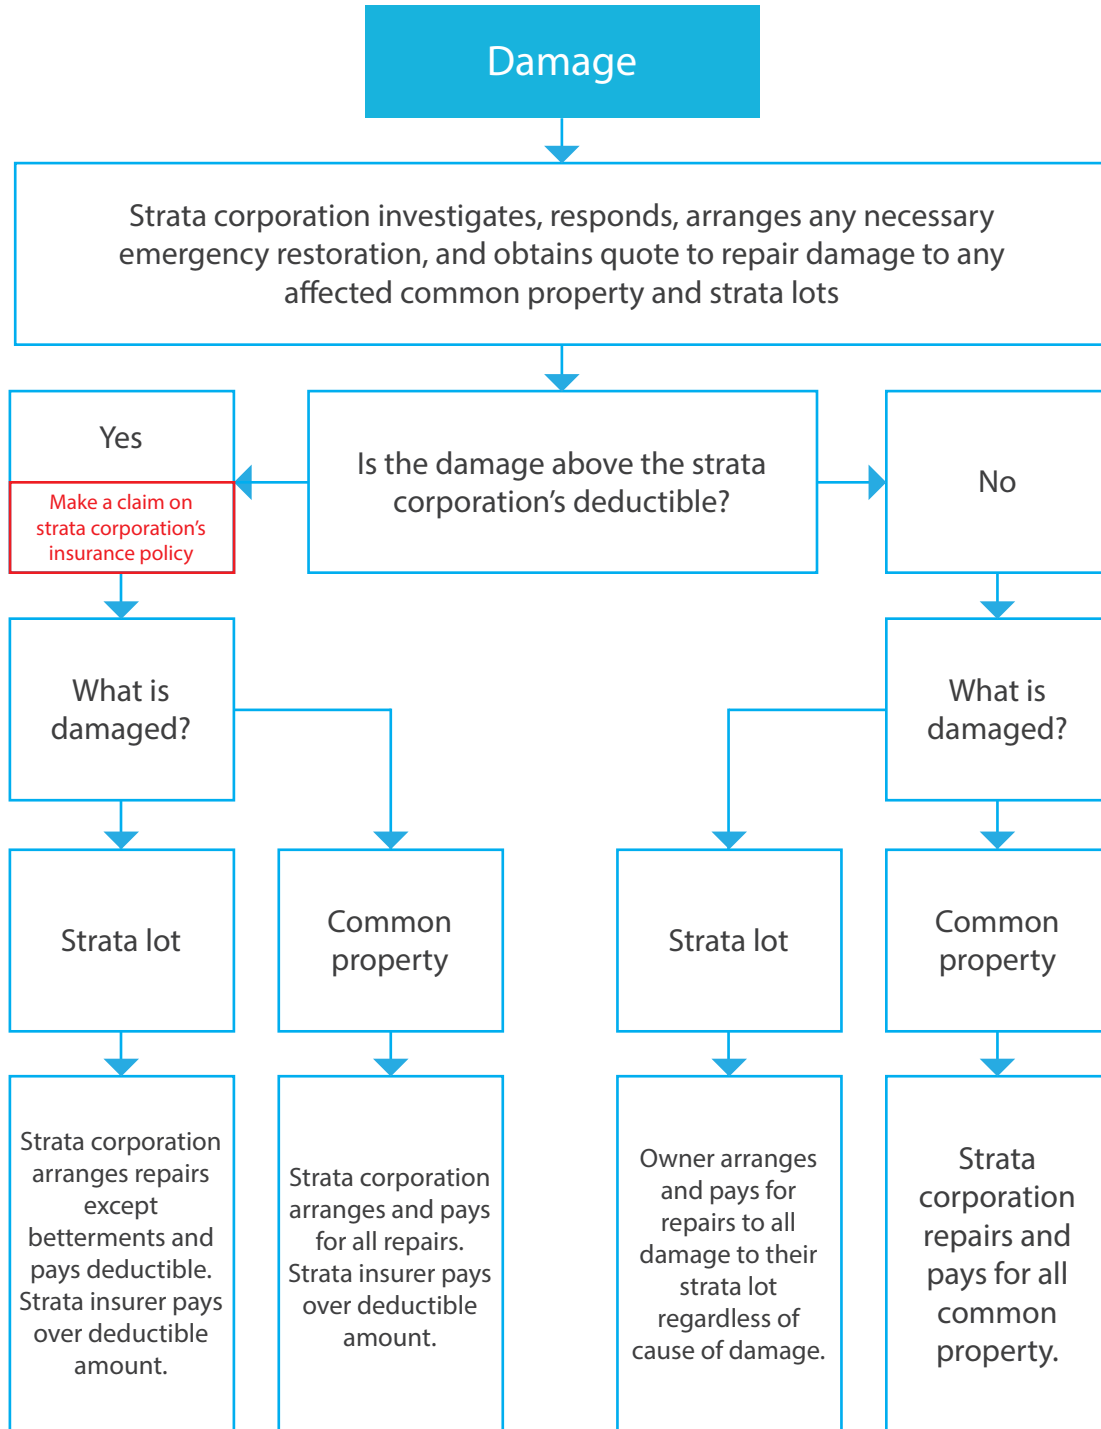 Damage
Strata corporation investigates, responds, arranges any necessary
emergency restoration, and obtains quote to repair damage to any
affected common property and strata lots
Yes
Make a claim on
strata corporation’s
insurance policy
Is the damage above the strata
corporation’s deductible?
No
What is
damaged?
What is
damaged?
Strata lot
Common
property
Strata lot
Common
property
Strata corporation
arranges repairs
except
betterments and
pays deductible.
Strata insurer pays
over deductible
amount.
Strata corporation
arranges and pays
for all repairs.
Strata insurer pays
over deductible
amount.
Owner arranges
and pays for
repairs to all
damage to their
strata lot
regardless of
cause of damage.
Strata
corporation
repairs and
pays for all
common
property.